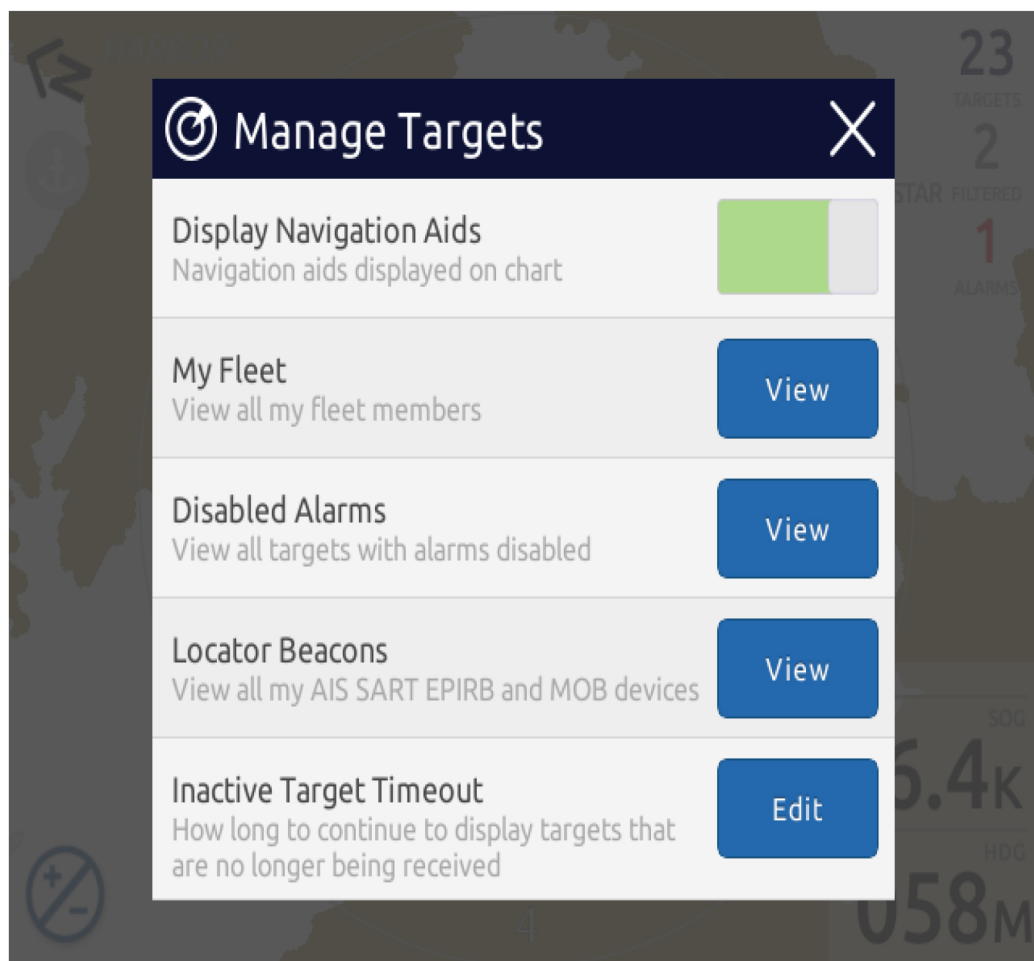 23
TARGETS
2
STAR FILTERED
1
ALARMS
Manage Targets
Display Navigation Aids
Navigation aids displayed on chart
My Fleet
View all my fleet members
View
Disabled Alarms
View all targets with alarms disabled
View
Locator Beacons
View all my AIS SART EPIRB and MOB devices
View
Inactive Target Timeout
How long to continue to display targets that
are no longer being received
Edit
SOG
6.4K
HDG
058M
4